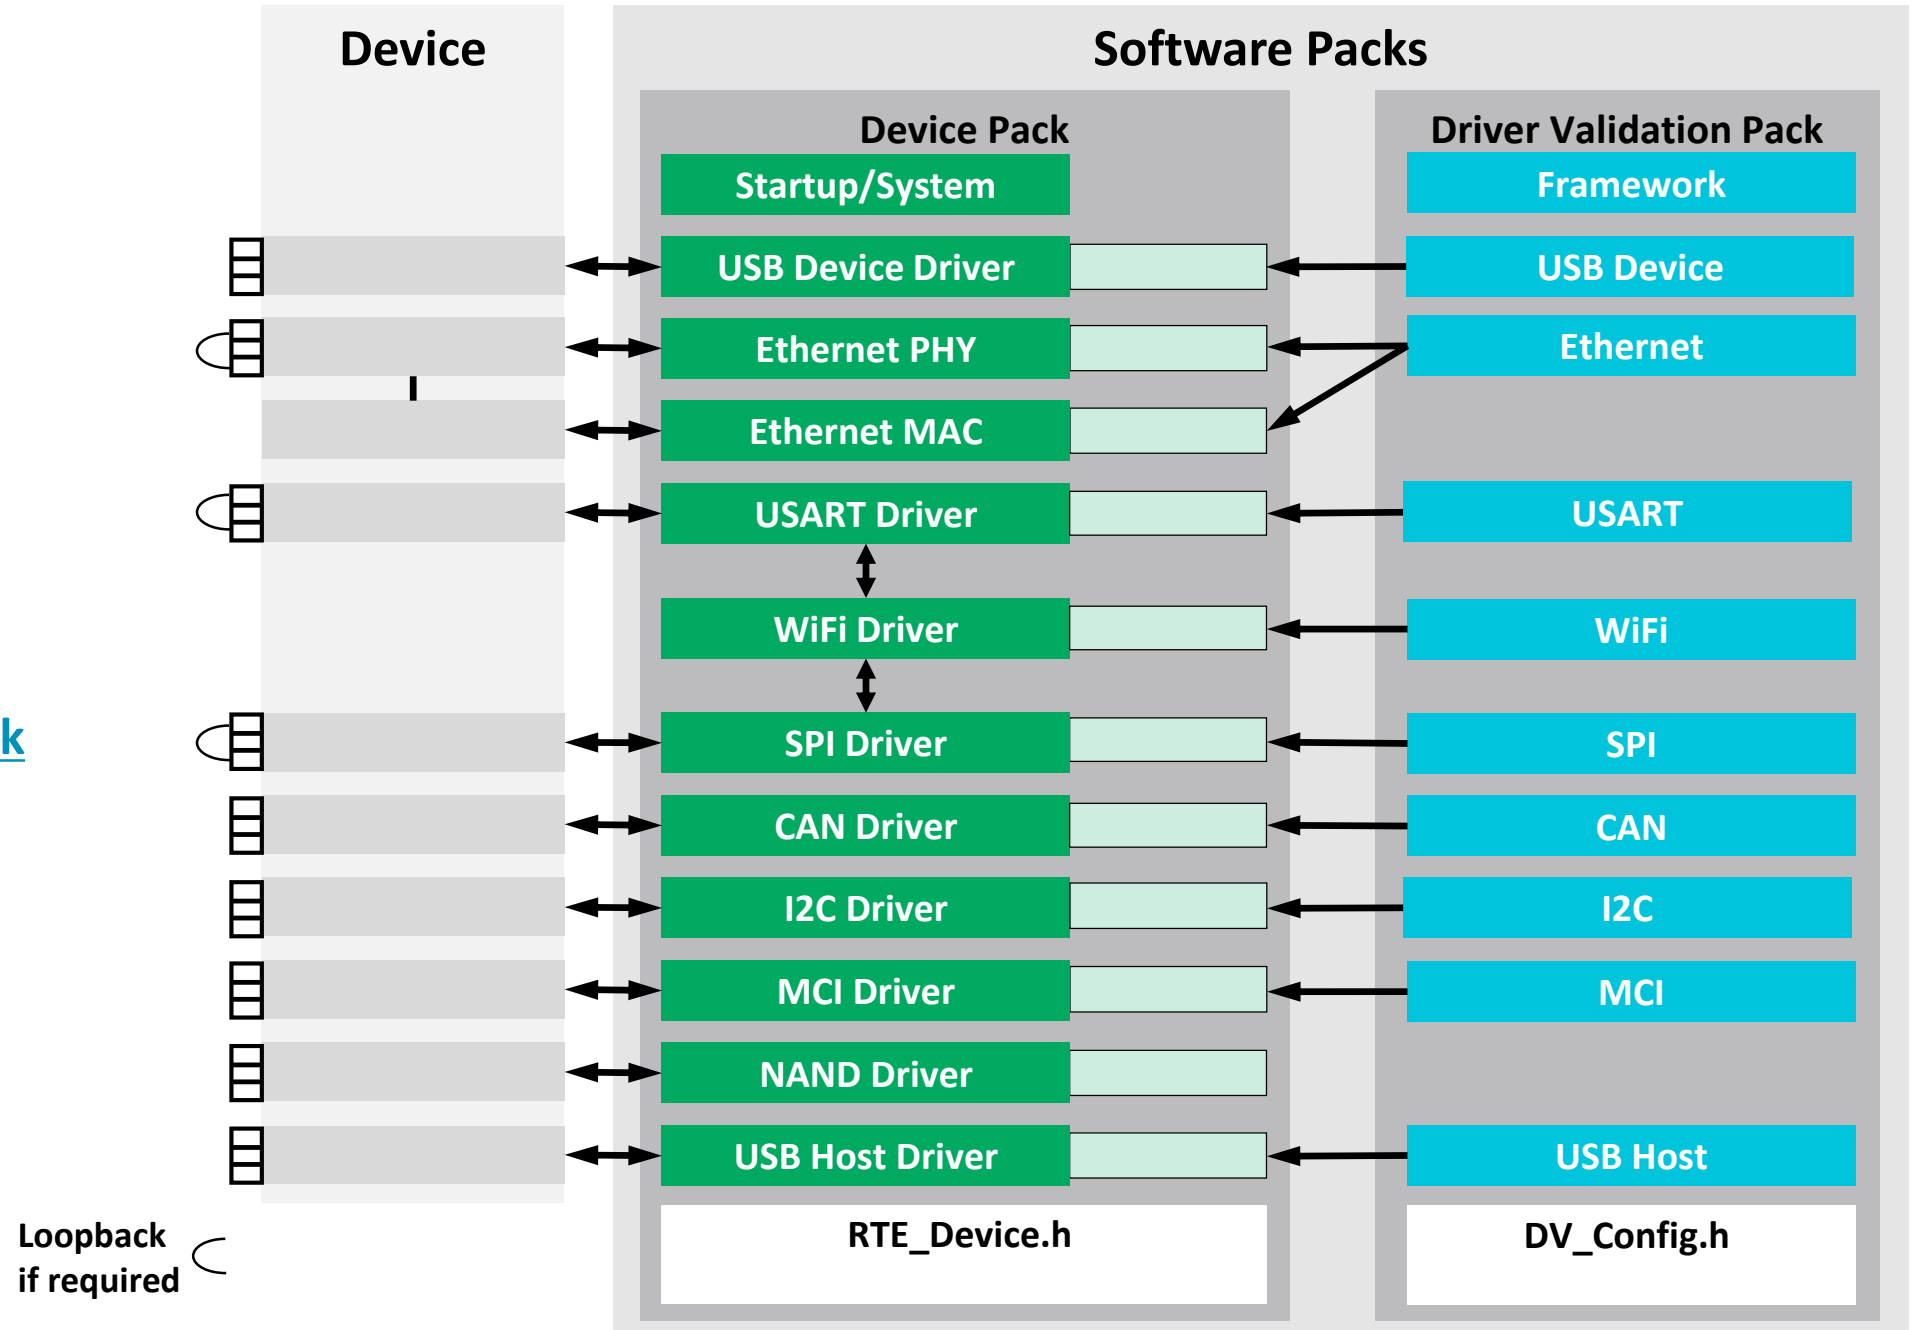 Device
Software Packs
Device Pack
Driver Validation Pack
Startup/System
Framework
USB Device Driver
USB Device
Ethernet PHY
Ethernet
Ethernet MAC
USART Driver
USART
WiFi Driver
WiFi
k
SPI Driver
SPI
CAN Driver
CAN
I2C Driver
I2C
MCI Driver
MCI
NAND Driver
USB Host Driver
USB Host
Loopback
if required
RTE_Device.h
DV_Config.h